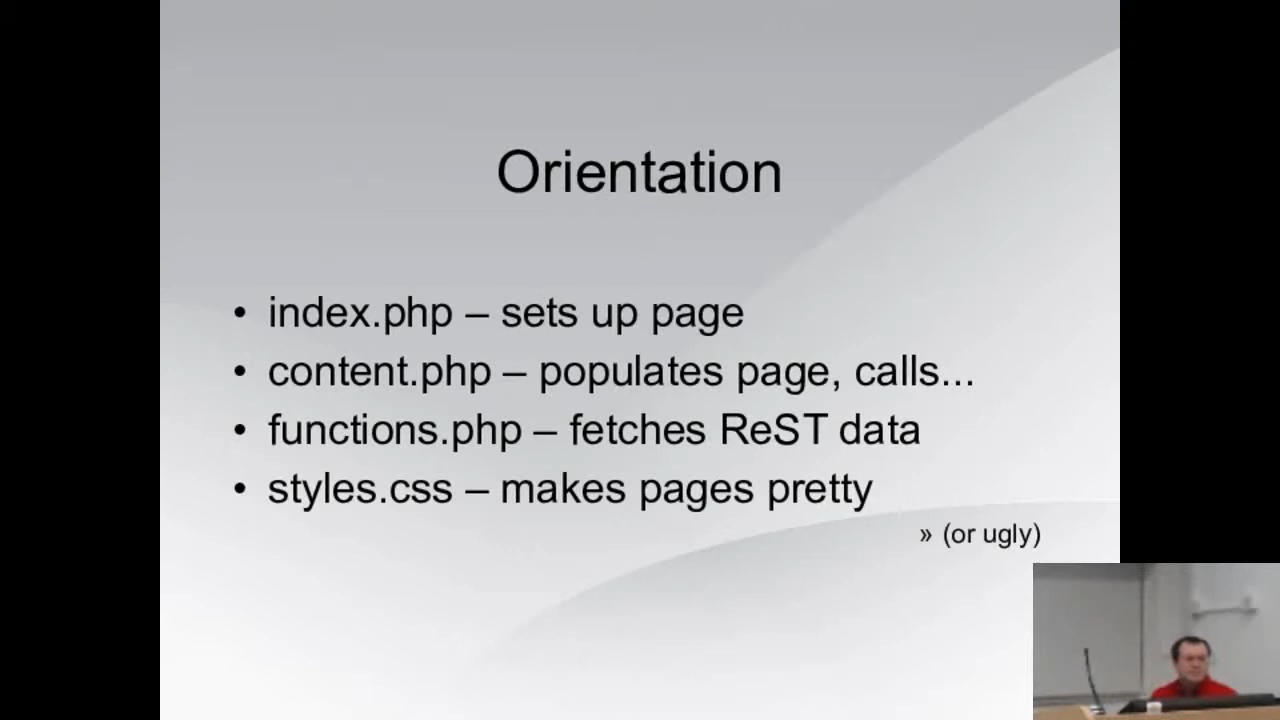 Orientation
• index.php – sets up page
• content.php – populates page, calls...
• functions.php – fetches ReST data
• styles.css – makes pages pretty
» (or ugly)